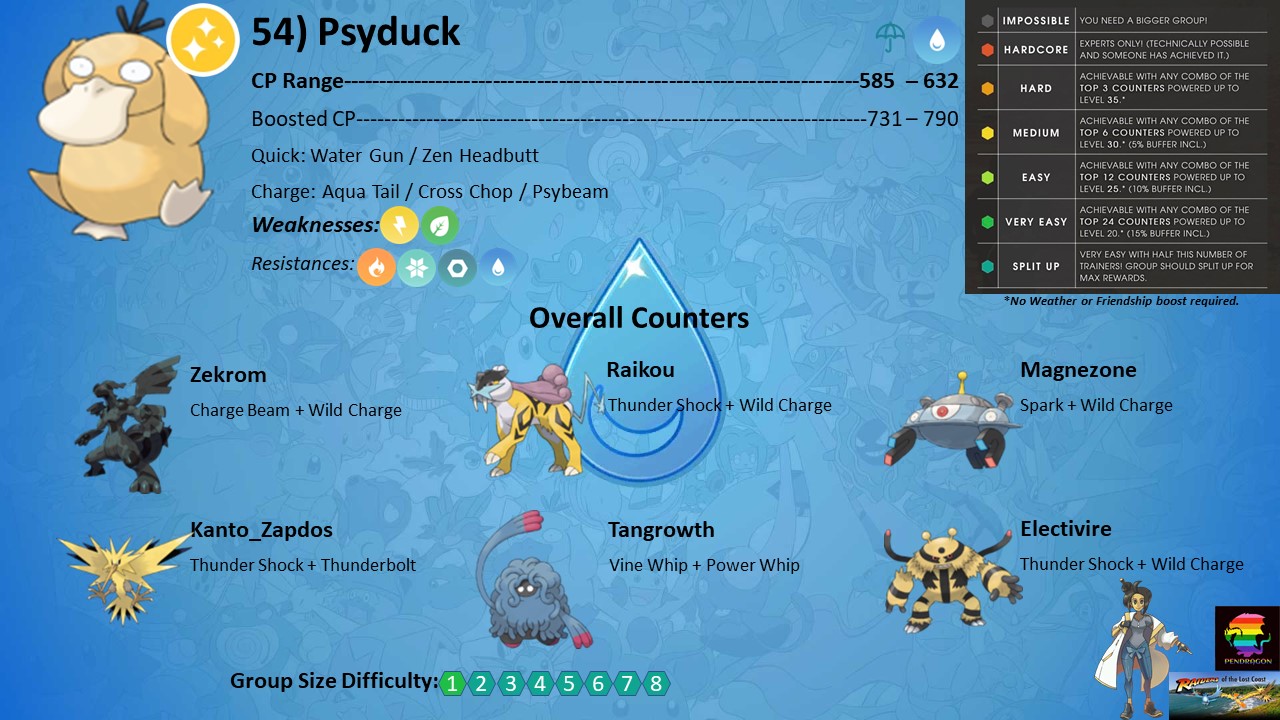 54) Psyduck
CP Range-------------------------------------------------------------------------585 – 632
Boosted CP-------------------------------------------------------------------------731 – 790
Quick: Water Gun / Zen Headbutt
Charge: Aqua Tail / Cross Chop / Psybeam
Weaknesses:
Resistances:
IMPOSSIBLE
YOU NEED A BIGGER GROUP!
HARDCORE
EXPERTS ONLY! (TECHNICALLY POSSIBLE
AND SOMEONE HAS ACHIEVED IT.)
HARD
ACHIEVABLE WITH ANY COMBO OF THE
TOP 3 COUNTERS POWERED UP TO
LEVEL 35.*
MEDIUM
ACHIEVABLE WITH ANY COMBO OF THE
TOP 6 COUNTERS POWERED UP TO
LEVEL 30.* (5% BUFFER INCL.)
EASY
ACHIEVABLE WITH ANY COMBO OF THE
TOP 12 COUNTERS POWERED UP TO
LEVEL 25.* (10% BUFFER INCL.)
VERY EASY
ACHIEVABLE WITH ANY COMBO OF THE
TOP 24 COUNTERS POWERED UP TO
LEVEL 20.* (15% BUFFER INCL.)
SPLIT UP
VERY EASY WITH HALF THIS NUMBER OF
TRAINERS! GROUP SHOULD SPLIT UP FOR
MAX REWARDS.
*No Weather or Friendship boost required.
Overall Counters
Zekrom
Charge Beam + Wild Charge
Raikou
Thunder Shock + Wild Charge
Magnezone
Spark + Wild Charge
Kanto_Zapdos
Thunder Shock + Thunderbolt
Tangrowth
Vine Whip + Power Whip
Electivire
Thunder Shock + Wild Charge
Group Size Difficulty: 1 2 3 4 5 6 7 8
PENDRAGON
RAIDERS of the Lost Coast